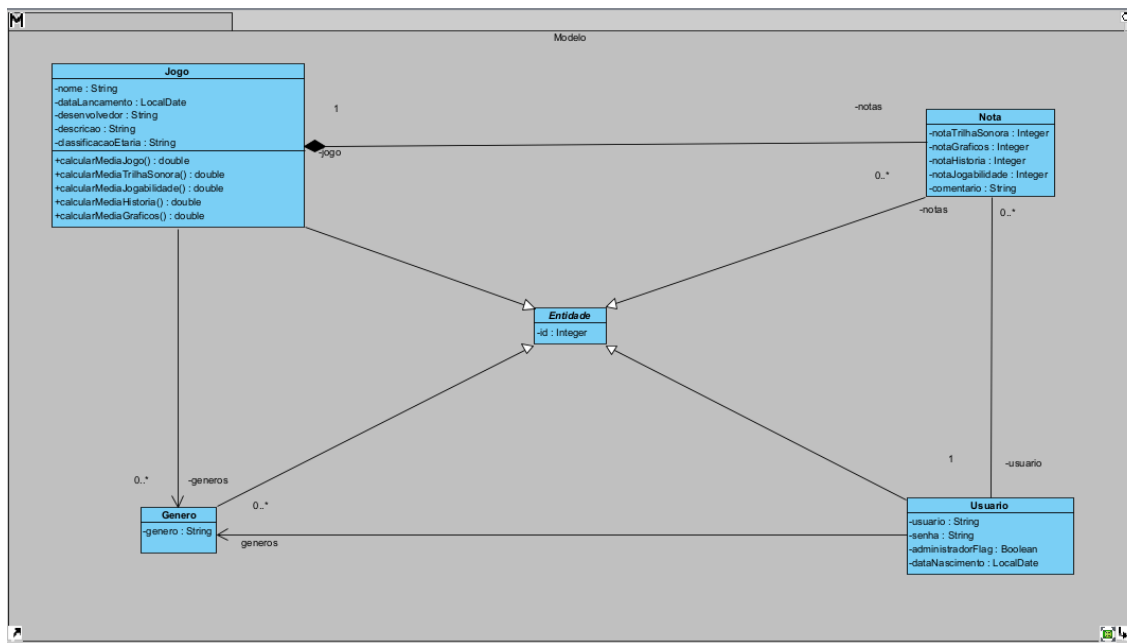 M
Modelo
Jogo
-nome : String
-dataLancamento : LocalDate
-desenvolvedor : String
-descricao : String
-classificacaoEtaria : String
+calcularMediaJogo() : double
+calcularMediaTrilhaSonora() : double
+calcularMediaJogabilidade() : double
+calcularMediaHistoria() : double
+calcularMediaGraficos() : double
1
-jogo
-notas
0..*
Nota
-notaTrilhaSonora : Integer
-notaGraficos : Integer
-notaHistoria : Integer
-notaJogabilidade : Integer
-comentario : String
-notas
0..*
Entidade
-id : Integer
0..*
-generos
0..*
Genero
-genero : String
generos
1
-usuario
Usuario
-usuario : String
-senha : String
-administradorFlag : Boolean
-dataNascimento : LocalDate